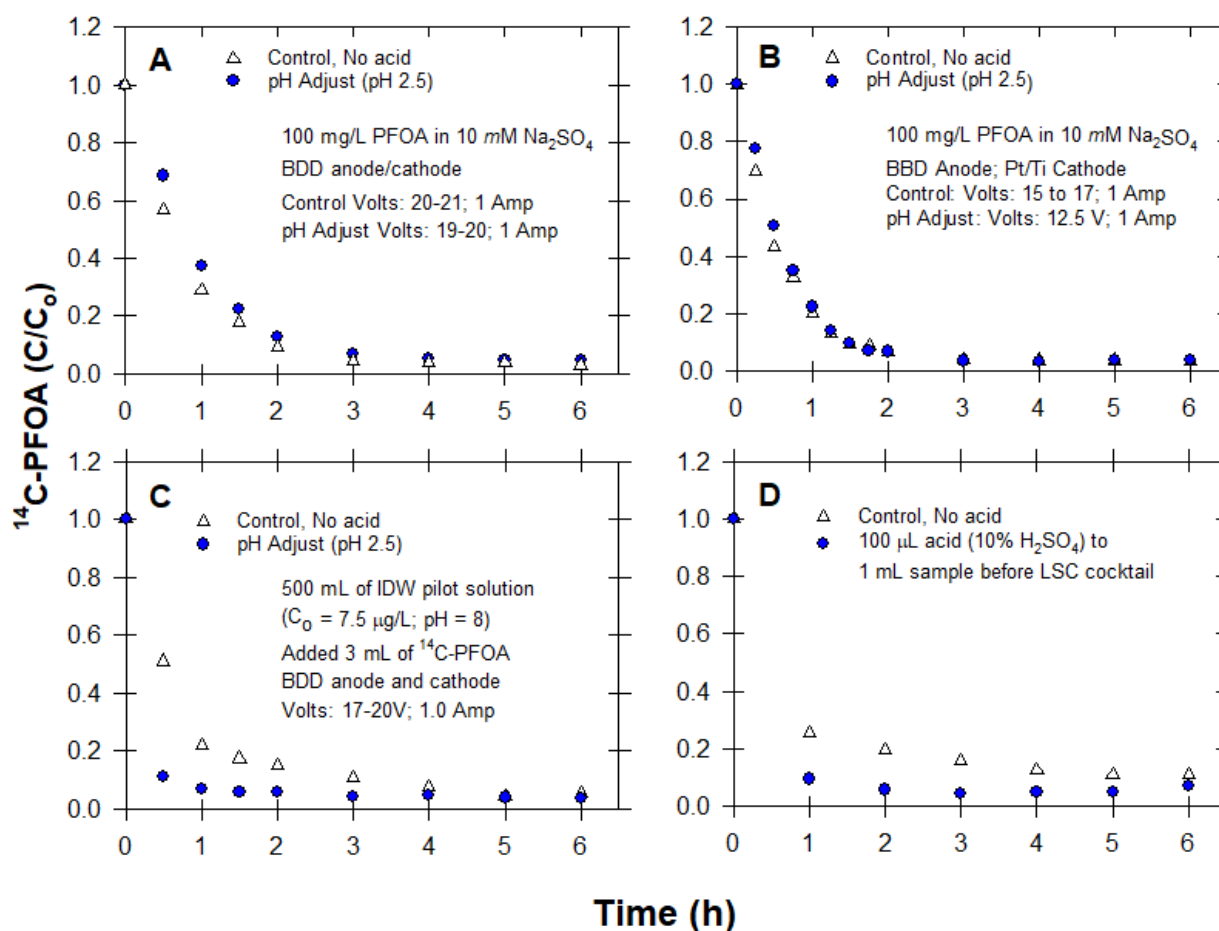 A
Control, No acid
pH Adjust (pH 2.5)
100 mg/L PFOA in 10 mM Na₂SO₄
BDD anode/cathode
Control Volts: 20-21; 1 Amp
pH Adjust Volts: 19-20; 1 Amp
1.2
1.0
0.8
0.6
0.4
0.2
0.0
0 1 2 3 4 5 6
B
Control, No acid
pH Adjust (pH 2.5)
100 mg/L PFOA in 10 mM Na₂SO₄
BBD Anode; Pt/Ti Cathode
Control: Volts: 15 to 17; 1 Amp
pH Adjust: Volts: 12.5 V; 1 Amp
1.2
1.0
0.8
0.6
0.4
0.2
0.0
0 1 2 3 4 5 6
¹⁴C-PFOA (C/Cₒ)
C
Control, No acid
pH Adjust (pH 2.5)
500 mL of IDW pilot solution
(Cₒ = 7.5 µg/L; pH = 8)
Added 3 mL of ¹⁴C-PFOA
BDD anode and cathode
Volts: 17-20V; 1.0 Amp
1.2
1.0
0.8
0.6
0.4
0.2
0.0
0 1 2 3 4 5 6
D
Control, No acid
100 µL acid (10% H₂SO₄) to
1 mL sample before LSC cocktail
1.2
1.0
0.8
0.6
0.4
0.2
0.0
0 1 2 3 4 5 6
Time (h)